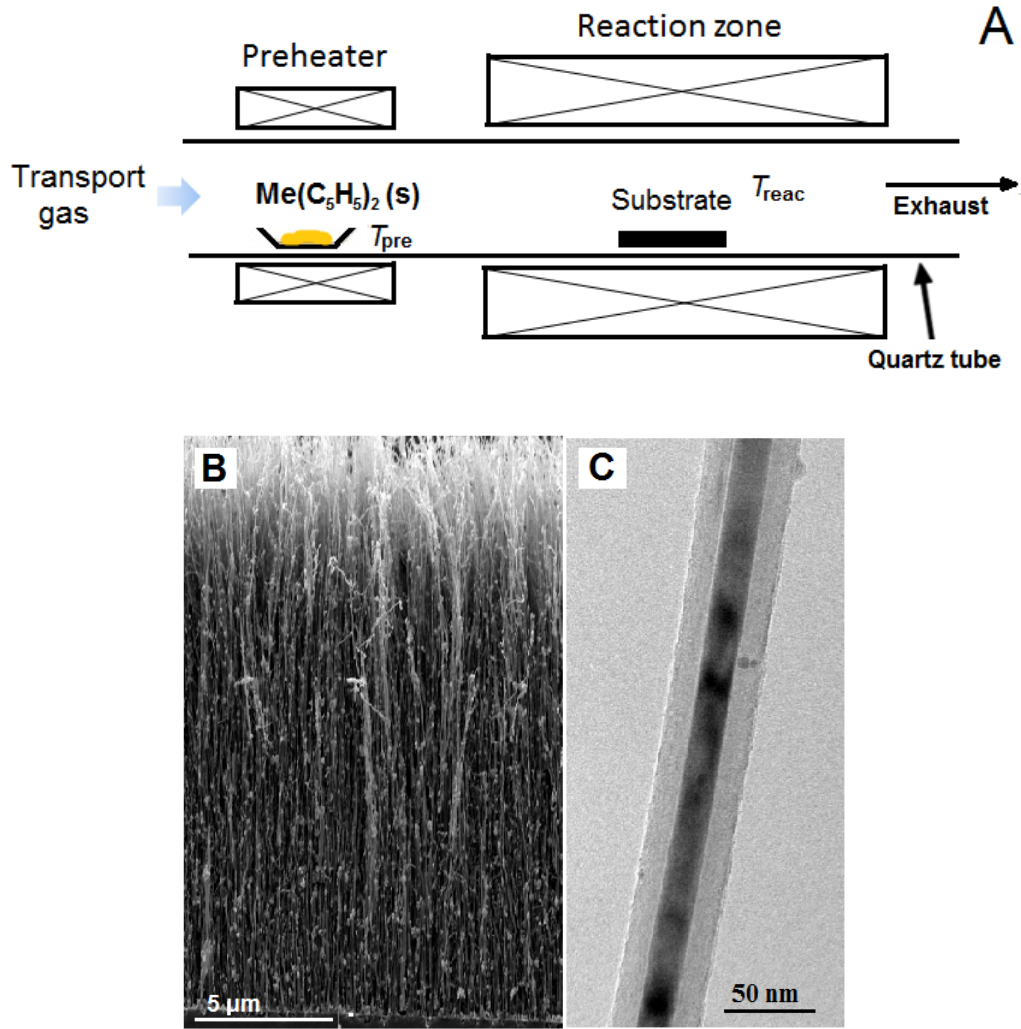 A
Reaction zone
Preheater
Transport
gas
Me(C₅H₅)₂ (s)
Tpre
Substrate
Treac
Exhaust
Quartz tube
B
C
5 µm
50 nm